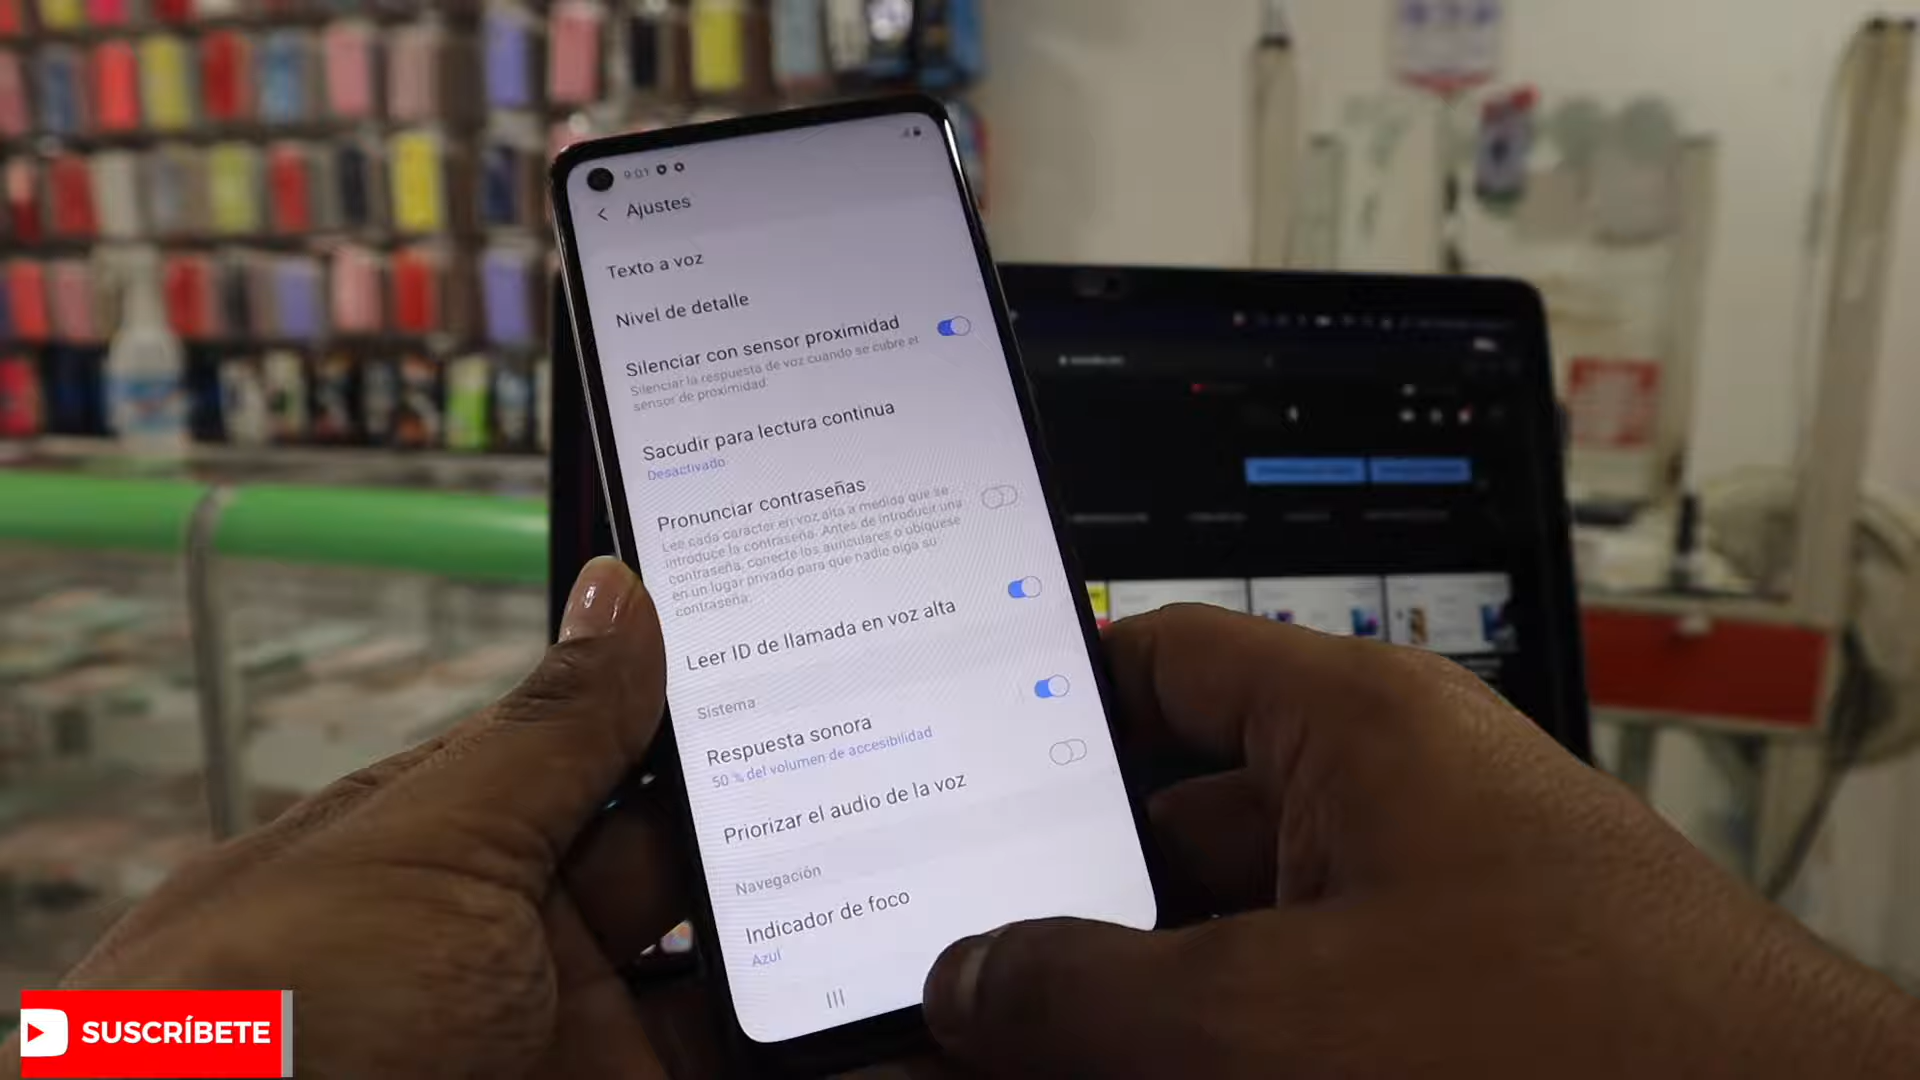 9:01
Ajustes
Texto a voz
Nivel de detalle
Silenciar con sensor proximidad
Silenciar la respuesta de voz cuando se cubre el
sensor de proximidad.
Sacudir para lectura continua
Desactivado
Pronunciar contraseñas
Lee cada carácter en voz alta a medida que se
introduce la contraseña. Antes de introducir una
contraseña, conecte los auriculares o ubíquese
en un lugar privado para que nadie oiga su
contraseña.
Leer ID de llamada en voz alta
Sistema
Respuesta sonora
50 % del volumen de accesibilidad
Priorizar el audio de la voz
Navegación
Indicador de foco
Azul
SUSCRÍBETE